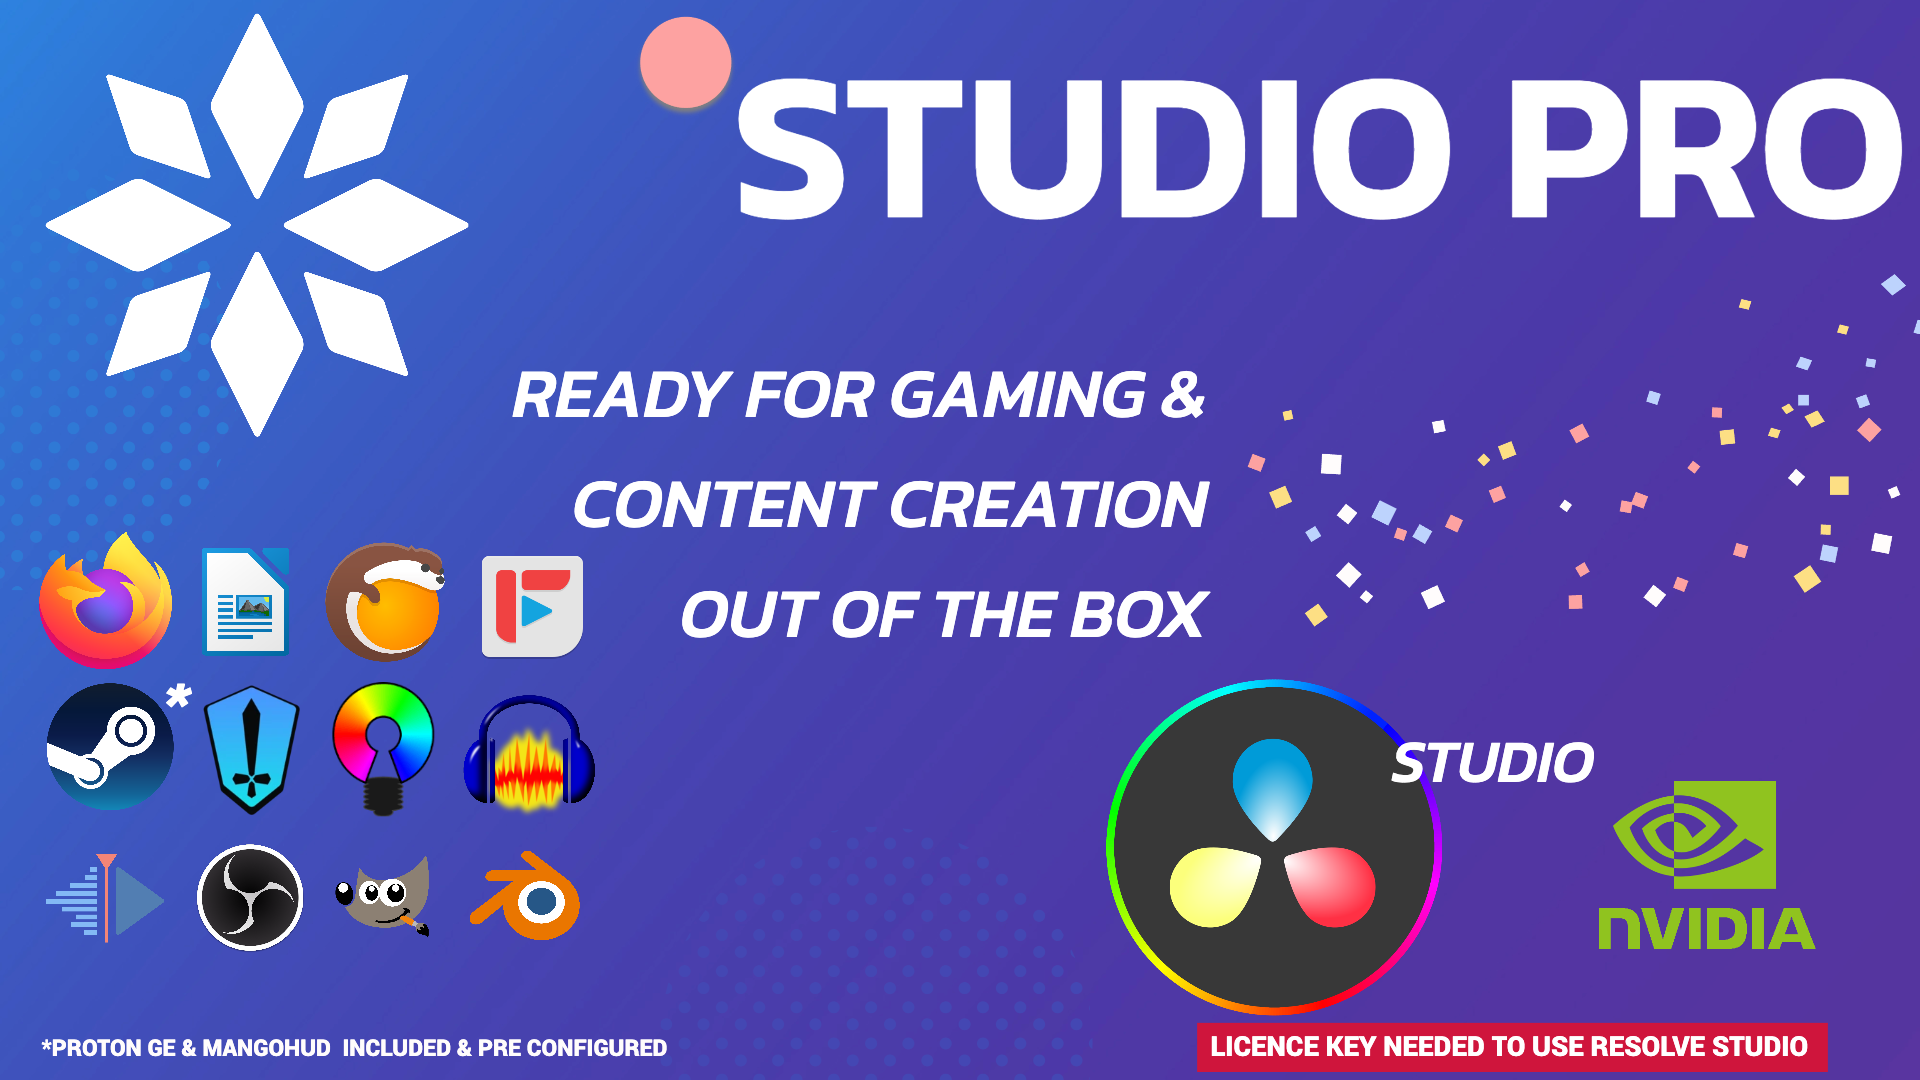 STUDIO PRO
READY FOR GAMING &
CONTENT CREATION
OUT OF THE BOX
*
STUDIO
NVIDIA
*PROTON GE & MANGOHUD INCLUDED & PRE CONFIGURED
LICENCE KEY NEEDED TO USE RESOLVE STUDIO